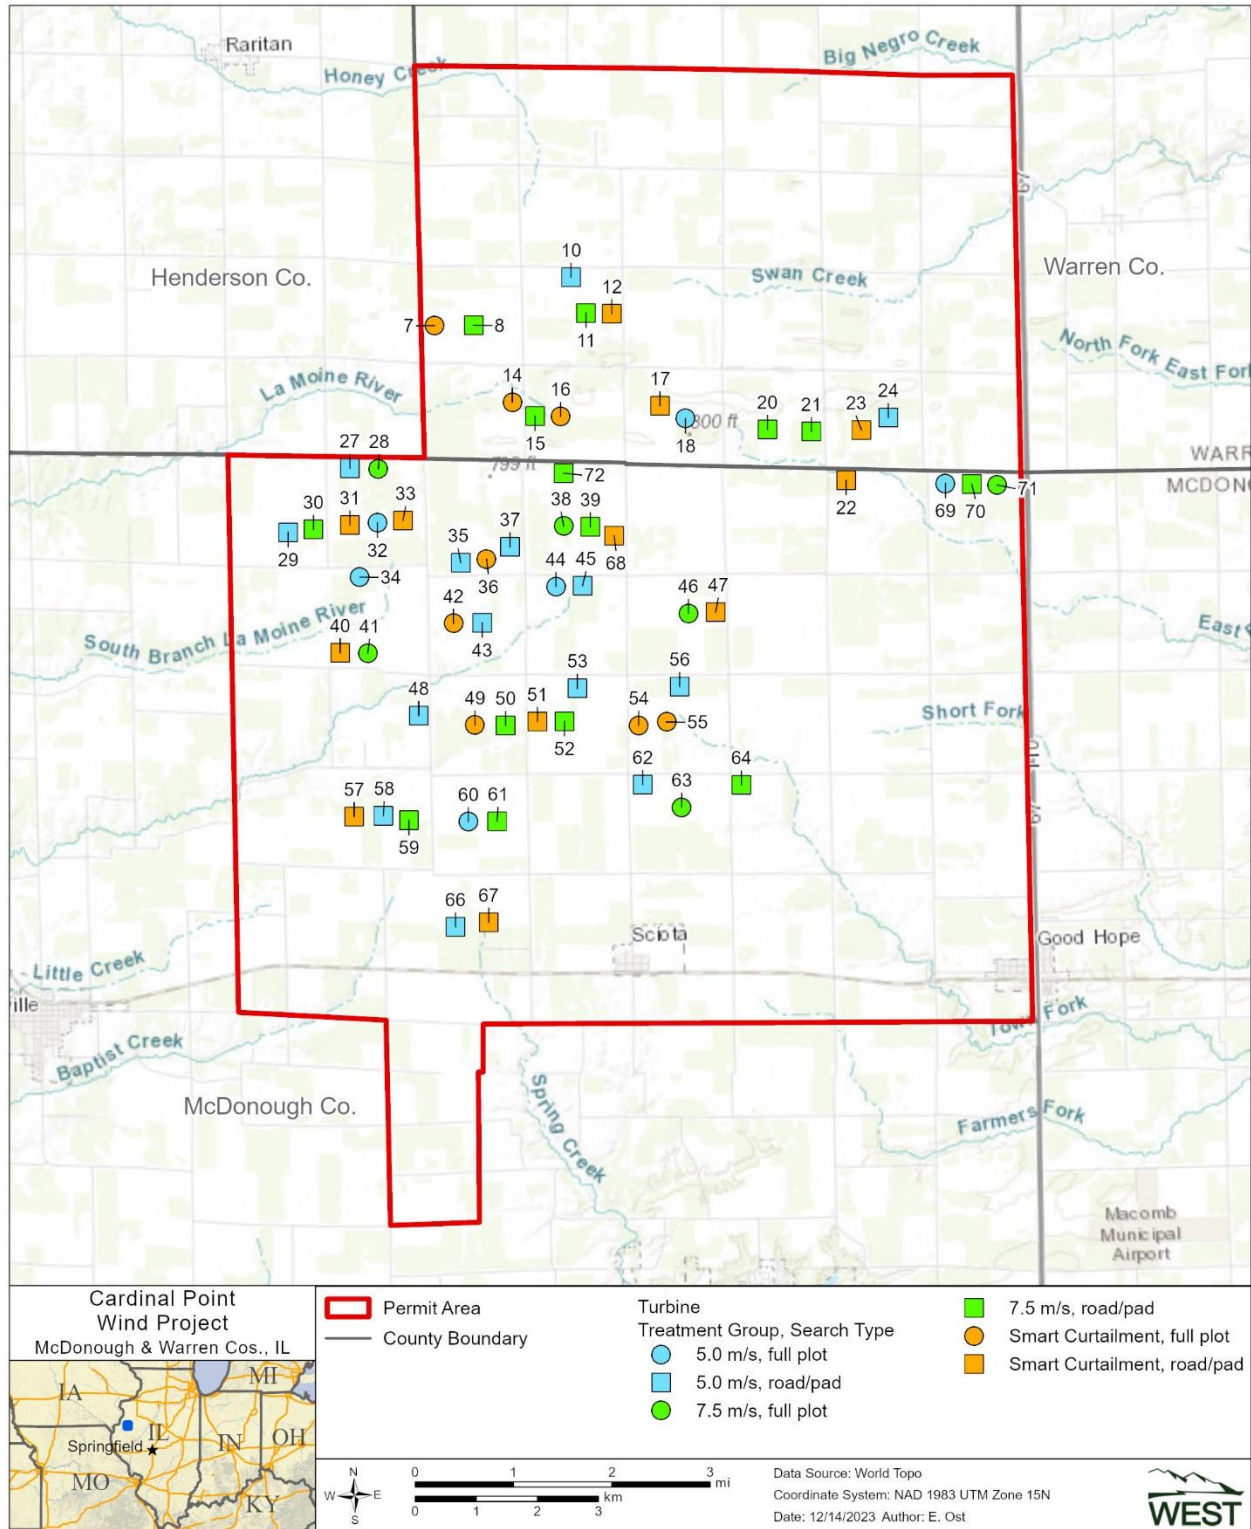 Raritan
Honey Creek
Big Negro Creek
67
Henderson Co.
10
Swan Creek
Warren Co.
12
7
8
11
North Fork East Fork
La Moine River
14
16
17
24
15
18
800 ft
20
21
23
27
28
799 ft
72
WARR
MCDONO
22
69
70
71
30
31
33
38
39
37
29
32
35
68
36
44
45
34
46
47
42
South Branch La Moine River
40
41
43
East
53
56
48
49
50
51
54
55
Short Fork
52
62
64
110
57
58
60
61
63
67
59
66
67
Sciota
Good Hope
Little Creek
ville
Town Fork
Baptist Creek
McDonough Co.
Spring Creek
Farmers Fork
Macomb
Municipal
Airport
Cardinal Point
Wind Project
McDonough & Warren Cos., IL
IA
MI
IL
Springfield
IN
OH
MO
KY
Permit Area
County Boundary
Turbine
Treatment Group, Search Type
5.0 m/s, full plot
5.0 m/s, road/pad
7.5 m/s, full plot
7.5 m/s, road/pad
Smart Curtailment, full plot
Smart Curtailment, road/pad
N
W E
S
0 1 2 3
mi
km
0 1 2 3
Data Source: World Topo
Coordinate System: NAD 1983 UTM Zone 15N
Date: 12/14/2023 Author: E. Ost
WEST